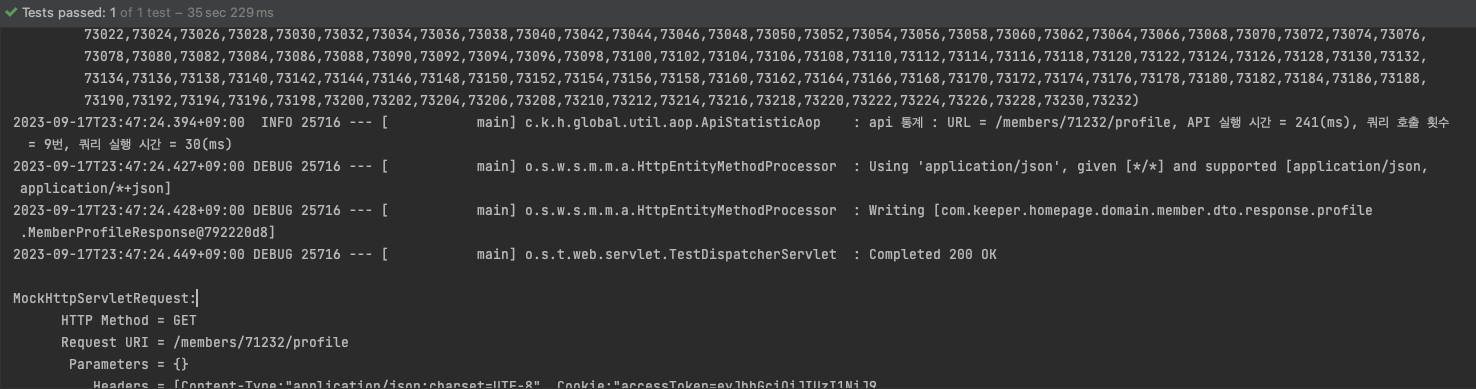 Tests passed: 1 of 1 test – 35 sec 229 ms
73022,73024,73026,73028,73030,73032,73034,73036,73038,73040,73042,73044,73046,73048,73050,73052,73054,73056,73058,73060,73062,73064,73066,73068,73070,73072,73074,73076,
73078,73080,73082,73084,73086,73088,73090,73092,73094,73096,73098,73100,73102,73104,73106,73108,73110,73112,73114,73116,73118,73120,73122,73124,73126,73128,73130,73132,
73134,73136,73138,73140,73142,73144,73146,73148,73150,73152,73154,73156,73158,73160,73162,73164,73166,73168,73170,73172,73174,73176,73178,73180,73182,73184,73186,73188,
73190,73192,73194,73196,73198,73200,73202,73204,73206,73208,73210,73212,73214,73216,73218,73220,73222,73224,73226,73228,73230,73232)
2023-09-17T23:47:24.394+09:00  INFO 25716 --- [           main] c.k.h.global.util.aop.ApiStatisticAop    : api 통계 : URL = /members/71232/profile, API 실행 시간 = 241(ms), 쿼리 호출 횟수
= 9번, 쿼리 실행 시간 = 30(ms)
2023-09-17T23:47:24.427+09:00 DEBUG 25716 --- [           main] o.s.w.s.m.m.a.HttpEntityMethodProcessor  : Using 'application/json', given [*/*] and supported [application/json,
application/*+json]
2023-09-17T23:47:24.428+09:00 DEBUG 25716 --- [           main] o.s.w.s.m.m.a.HttpEntityMethodProcessor  : Writing [com.keeper.homepage.domain.member.dto.response.profile
.MemberProfileResponse@792220d8]
2023-09-17T23:47:24.449+09:00 DEBUG 25716 --- [           main] o.s.t.web.servlet.TestDispatcherServlet  : Completed 200 OK
MockHttpServletRequest:
HTTP Method = GET
Request URI = /members/71232/profile
Parameters = {}
Headers = [Content-Type:"application/json;charset=UTF-8", Cookie:"accessToken=eyJhbGciOiJIUzI1NiJ9